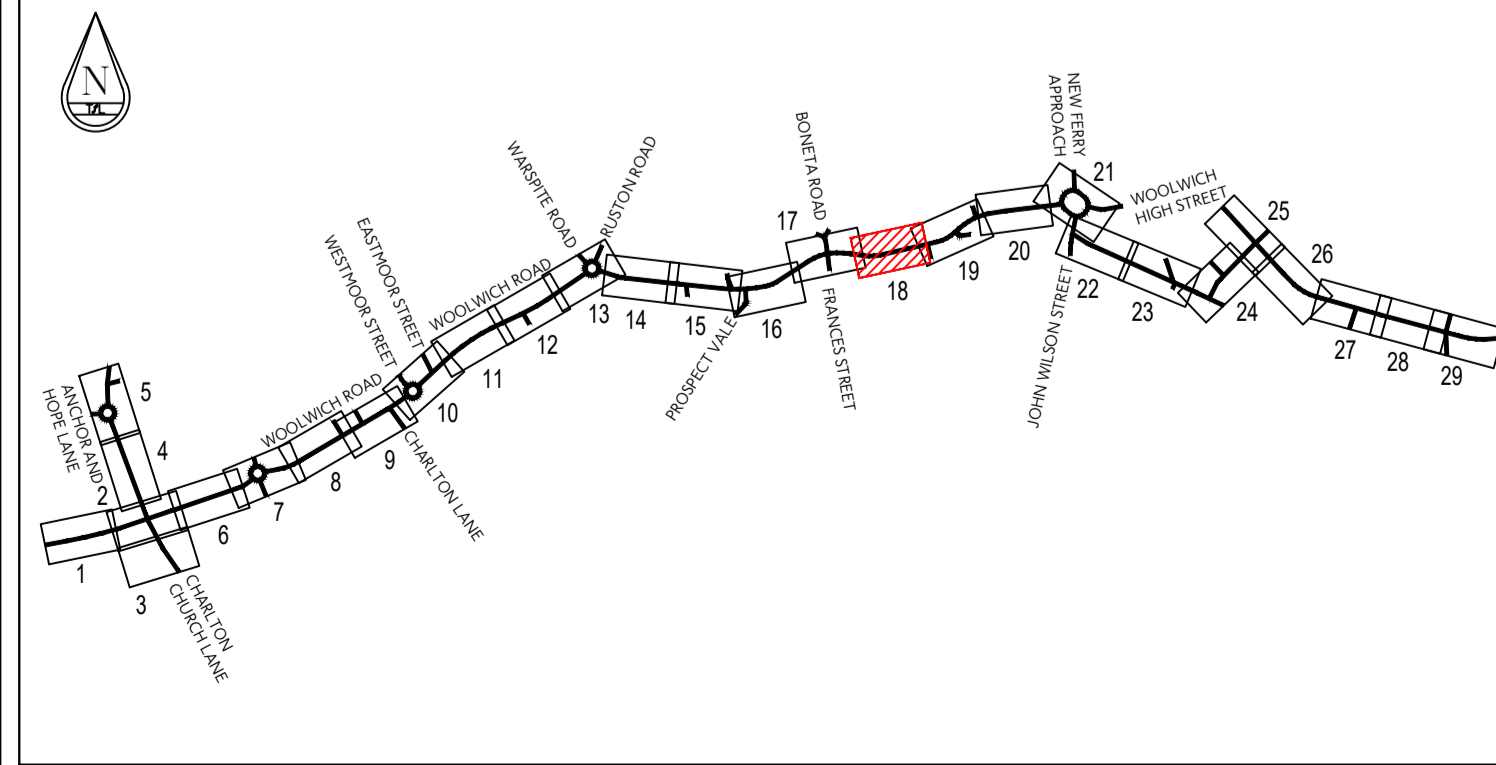 N
NEW FERRY
APPROACH
21
WOOLWICH
HIGH STREET
25
BONETA ROAD
17
RUSTON ROAD
WARSPITE ROAD
26
20
19
18
EASTMOOR STREET
WESTMOOR STREET
WOOLWICH ROAD
13
14
15
16
PROSPECT VALE
FRANCES STREET
JOHN WILSON STREET
22
23
24
27
28
29
12
11
10
WOOLWICH ROAD
9
CHARLTON LANE
8
7
6
5
ANCHOR AND
HOPE LANE
4
2
1
3
CHARLTON
CHURCH LANE